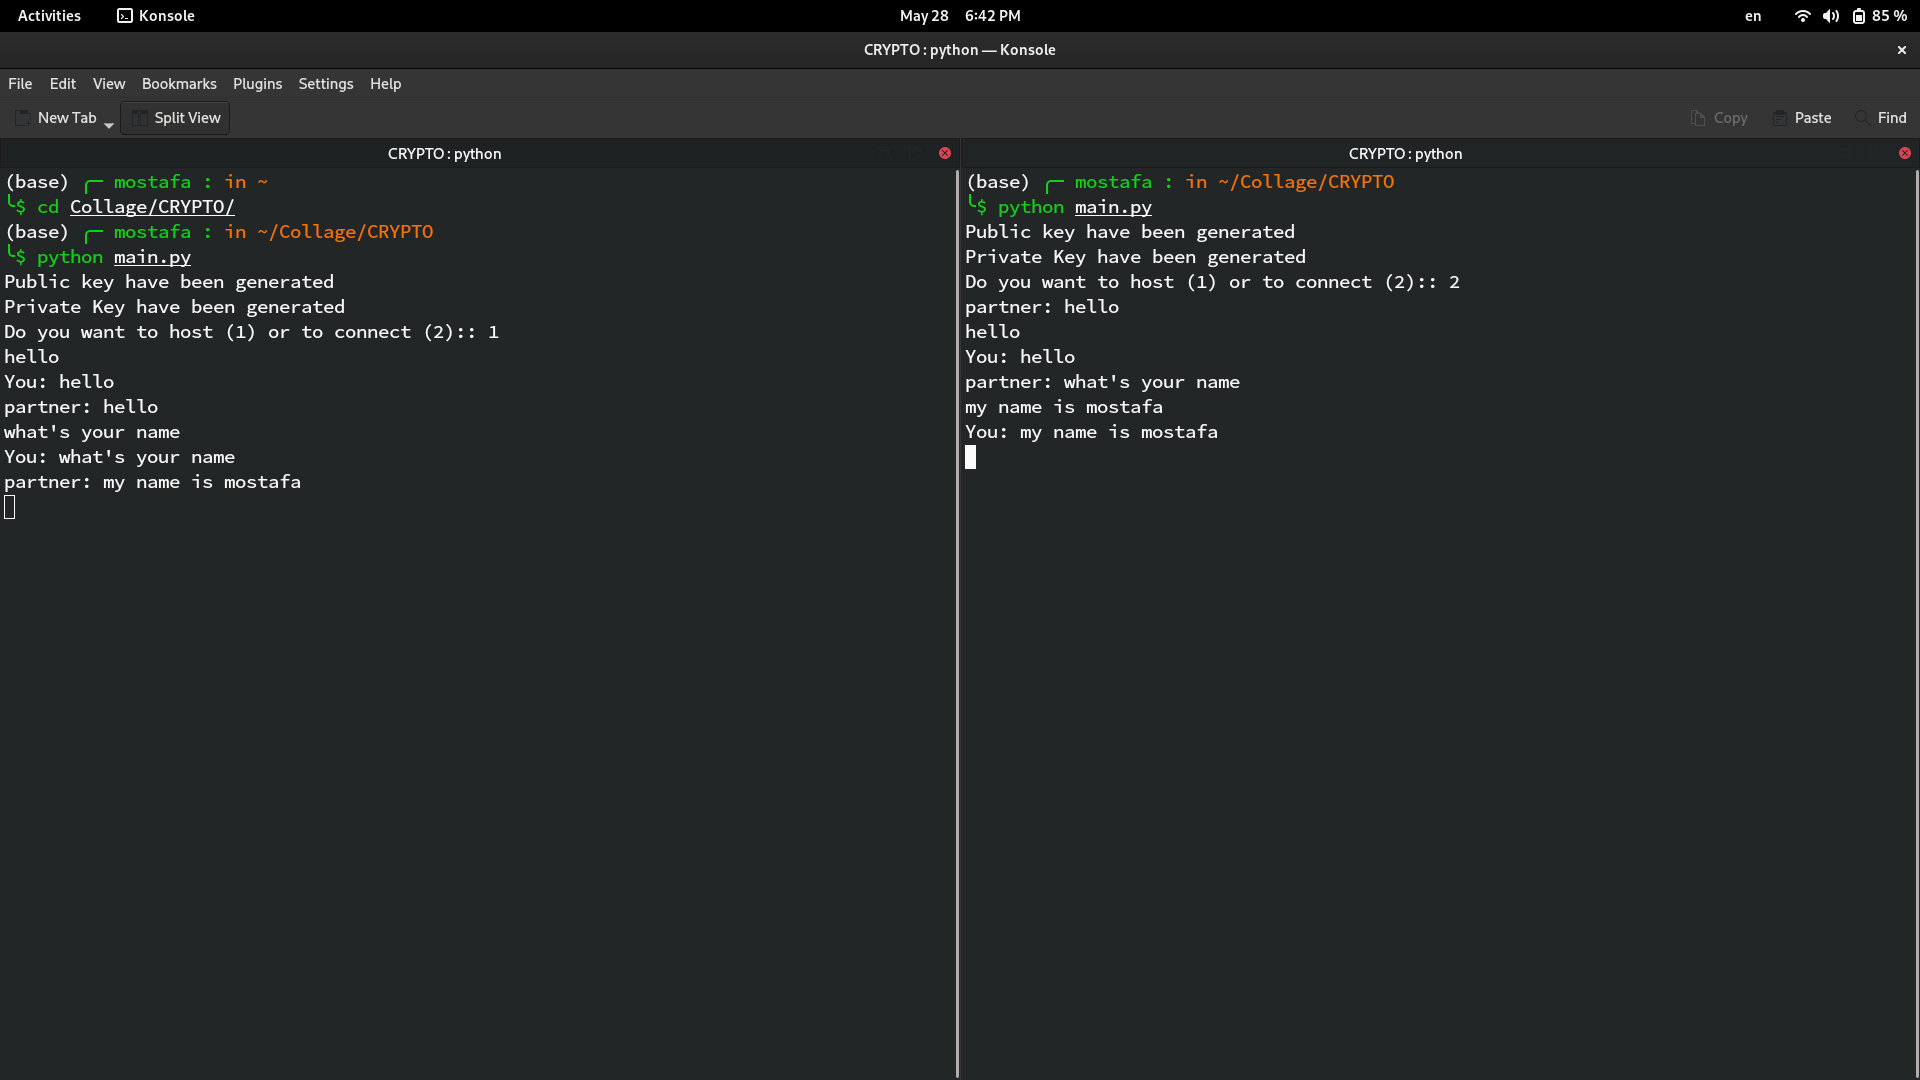 Activities Konsole May 28 6:42 PM en 85 %
CRYPTO : python — Konsole
File Edit View Bookmarks Plugins Settings Help
New Tab Split View Copy Paste Find
CRYPTO : python
(base) ╭─ mostafa : in ~
╰$ cd Collage/CRYPTO/
(base) ╭─ mostafa : in ~/Collage/CRYPTO
╰$ python main.py
Public key have been generated
Private Key have been generated
Do you want to host (1) or to connect (2):: 1
hello
You: hello
partner: hello
what's your name
You: what's your name
partner: my name is mostafa
CRYPTO : python
(base) ╭─ mostafa : in ~/Collage/CRYPTO
╰$ python main.py
Public key have been generated
Private Key have been generated
Do you want to host (1) or to connect (2):: 2
partner: hello
hello
You: hello
partner: what's your name
my name is mostafa
You: my name is mostafa